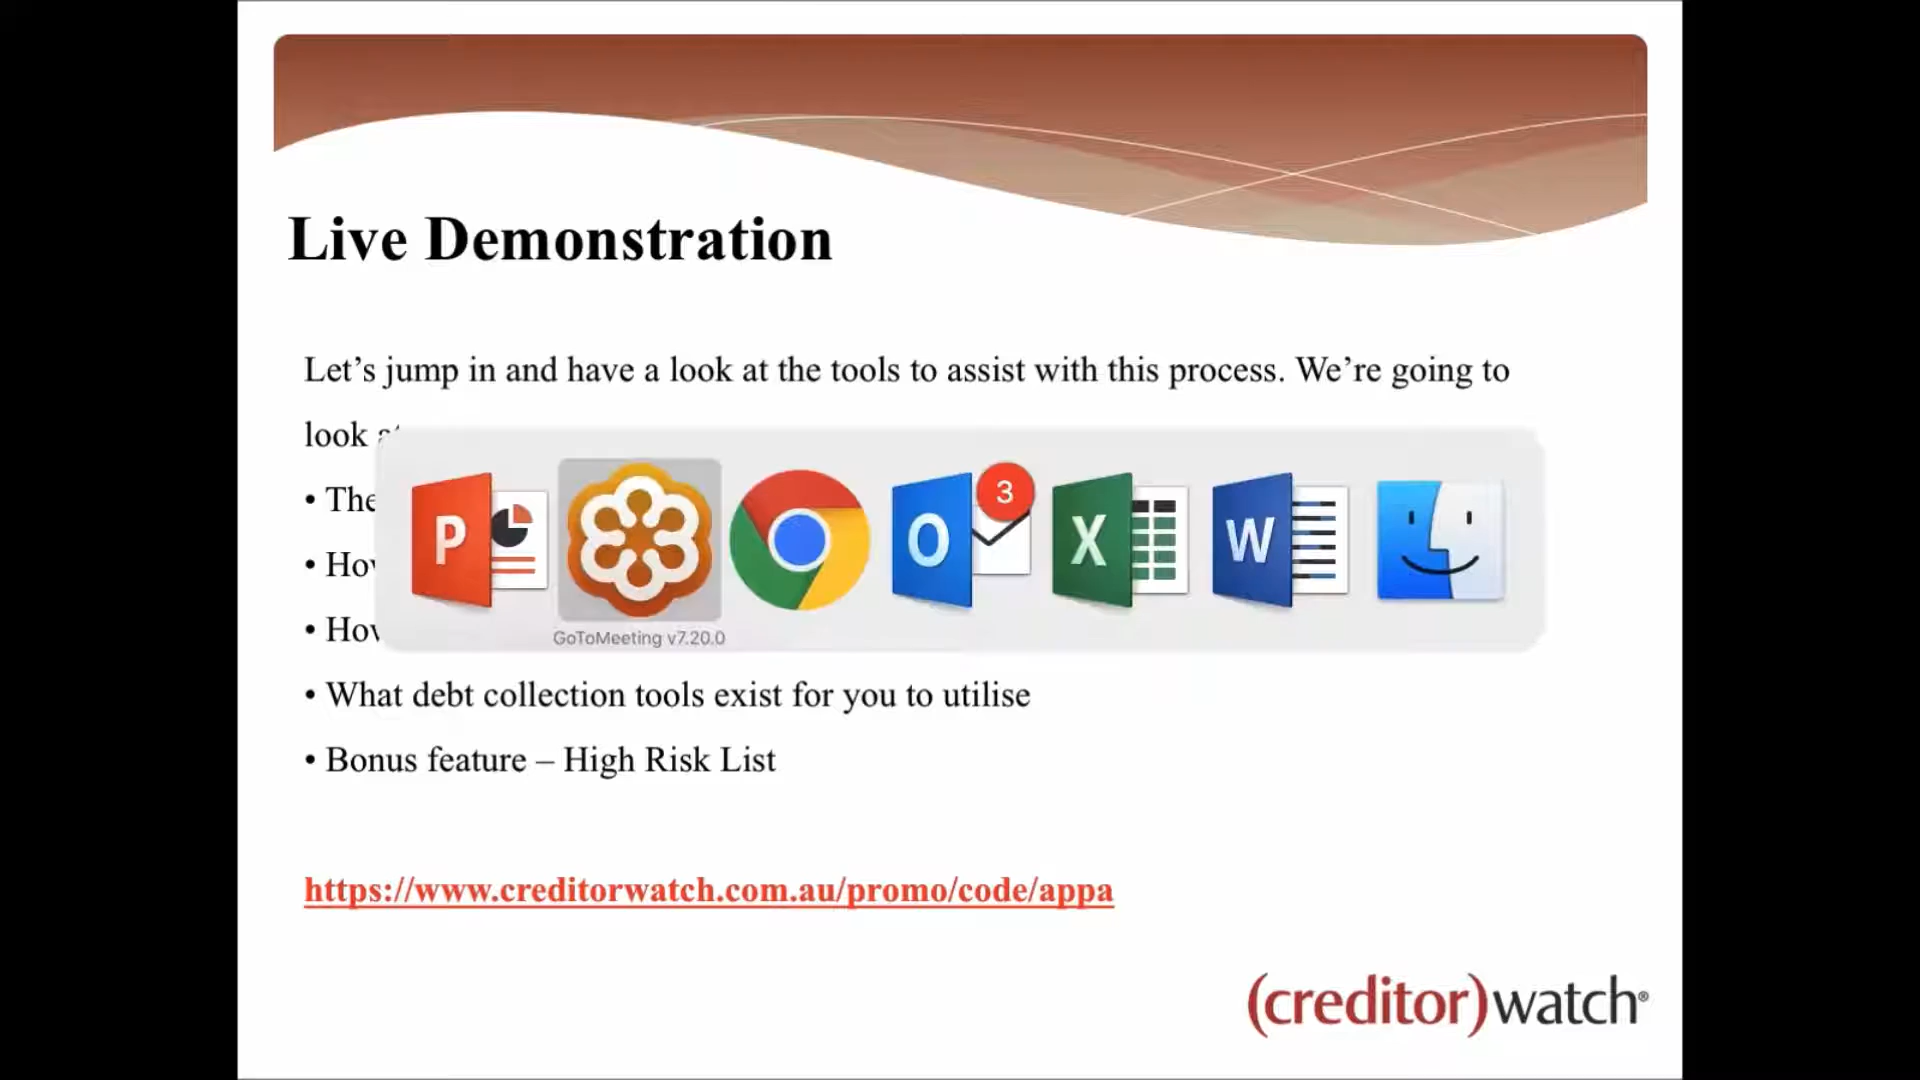 Live Demonstration
Let’s jump in and have a look at the tools to assist with this process. We’re going to
look
• The
• How
• How
P
O
3
X
W
GoToMeeting v7.20.0
• What debt collection tools exist for you to utilise
• Bonus feature – High Risk List
https://www.creditorwatch.com.au/promo/code/appa
(creditor)watch®